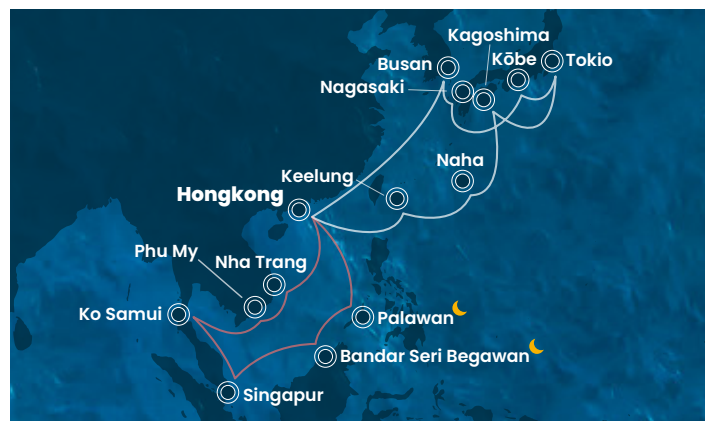 Kagoshima
Busan
Kōbe
Tokio
Nagasaki
Naha
Keelung
Hongkong
Phu My
Nha Trang
Ko Samui
Palawan
Bandar Seri Begawan
Singapur